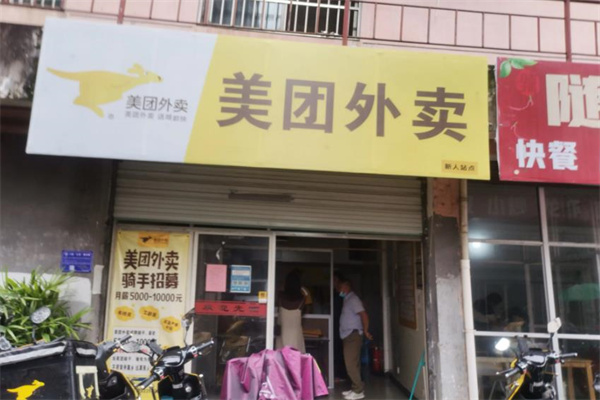 美团外卖
美团外卖 送啥都快
美团外卖
新人站点
随
快餐
美团外卖
骑手招募
月薪5000-10000元